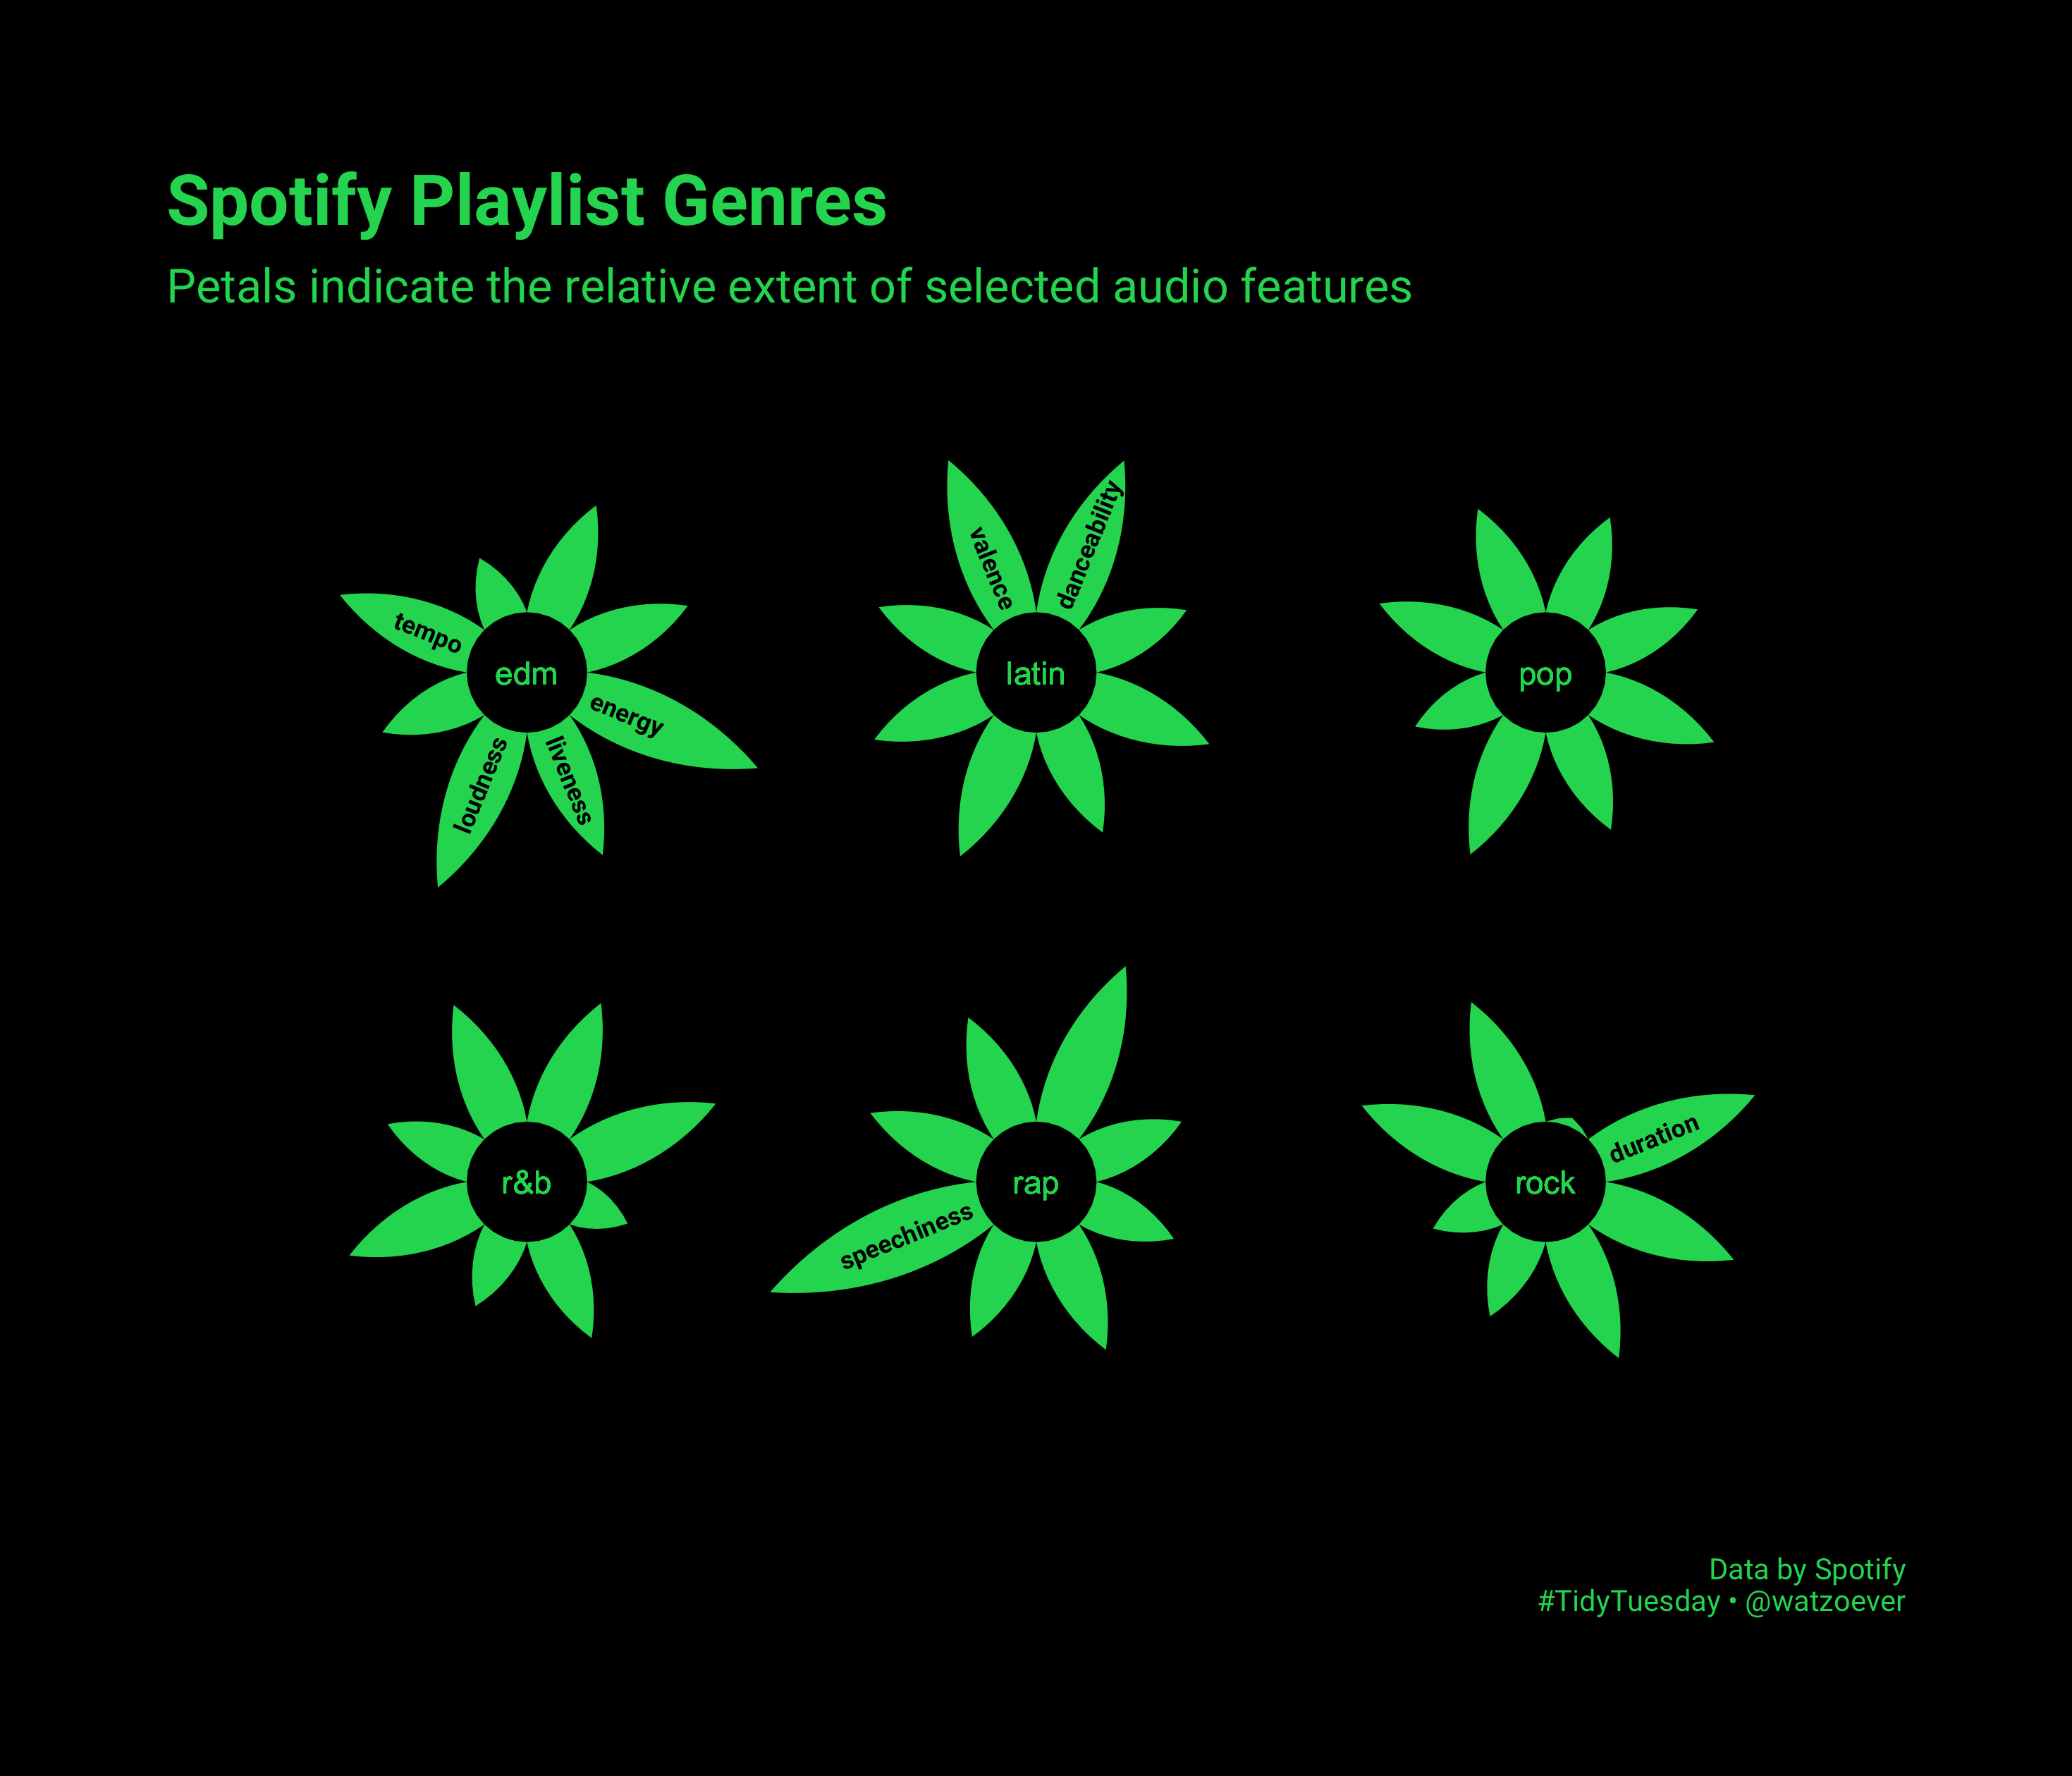 Spotify Playlist Genres
Petals indicate the relative extent of selected audio features
valence
danceability
tempo
edm
energy
loudness
liveness
latin
pop
r&b
rap
speechiness
rock
duration
Data by Spotify
#TidyTuesday • @watzoever